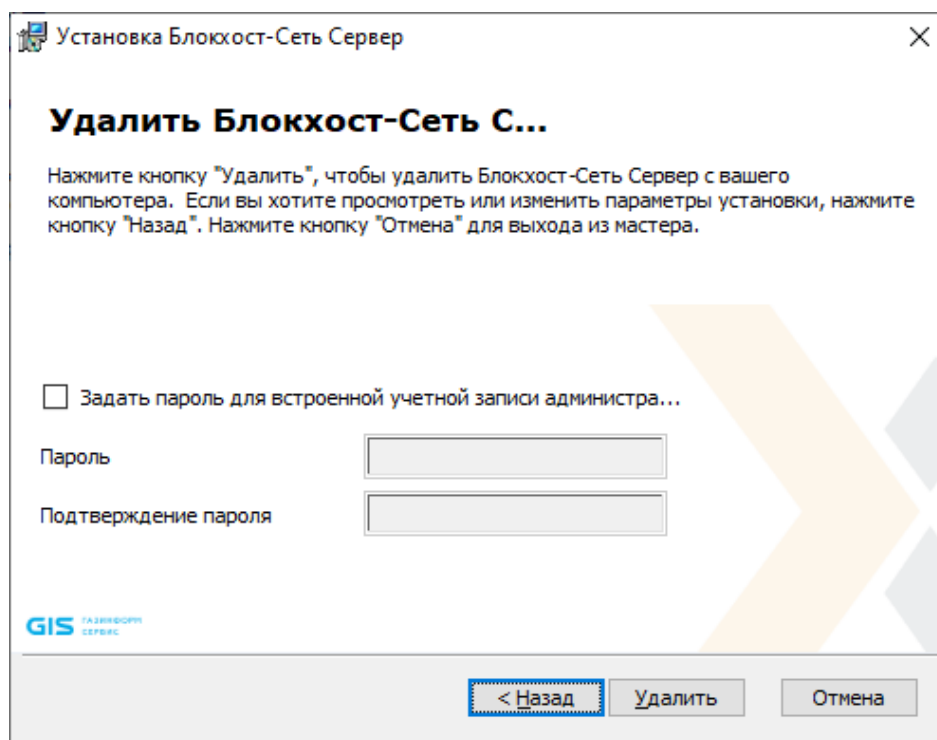 Установка Блокхост-Сеть Сервер
Удалить Блокхост-Сеть С...
Нажмите кнопку "Удалить", чтобы удалить Блокхост-Сеть Сервер с вашего
компьютера. Если вы хотите просмотреть или изменить параметры установки, нажмите
кнопку "Назад". Нажмите кнопку "Отмена" для выхода из мастера.
Задать пароль для встроенной учетной записи администра...
Пароль
Подтверждение пароля
GIS ГАЗИНФОРМ
СЕРВИС
< Назад Удалить Отмена